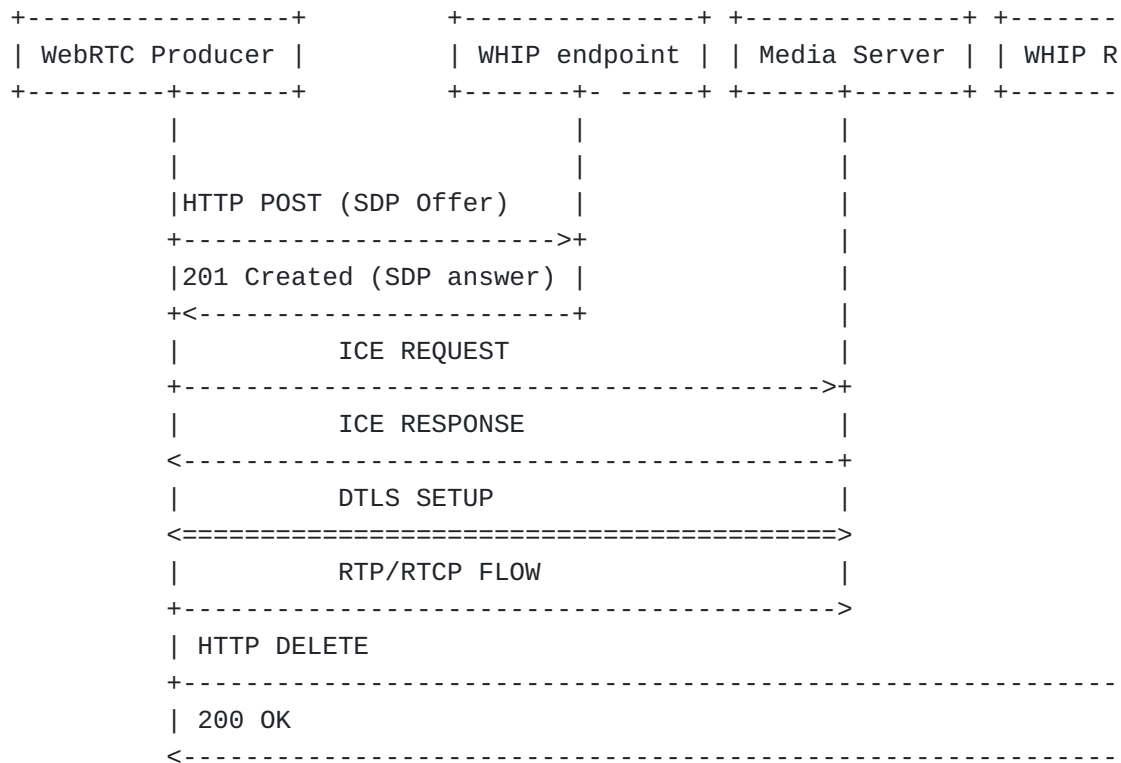 WebRTC Producer | WHIP endpoint | Media Server | WHIP R
HTTP POST (SDP Offer)
201 Created (SDP answer)
ICE REQUEST
ICE RESPONSE
DTLS SETUP
RTP/RTCP FLOW
HTTP DELETE
200 OK